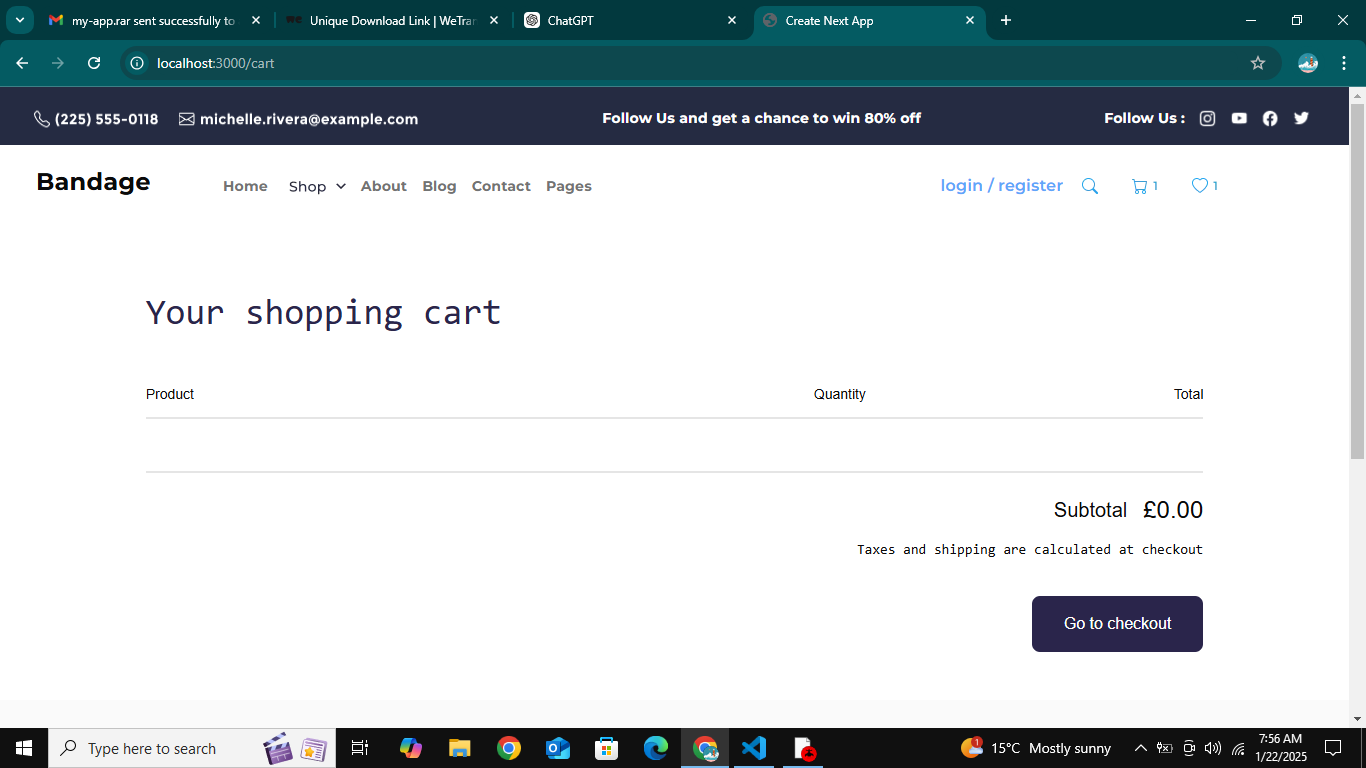 my-app.rar sent successfully to
Unique Download Link | WeTran
ChatGPT
Create Next App
localhost:3000/cart
(225) 555-0118
michelle.rivera@example.com
Follow Us and get a chance to win 80% off
Follow Us :
Bandage
Home
Shop
About
Blog
Contact
Pages
login / register
1
1
Your shopping cart
Product
Quantity
Total
Subtotal £0.00
Taxes and shipping are calculated at checkout
Go to checkout
Type here to search
1
15°C Mostly sunny
7:56 AM
1/22/2025